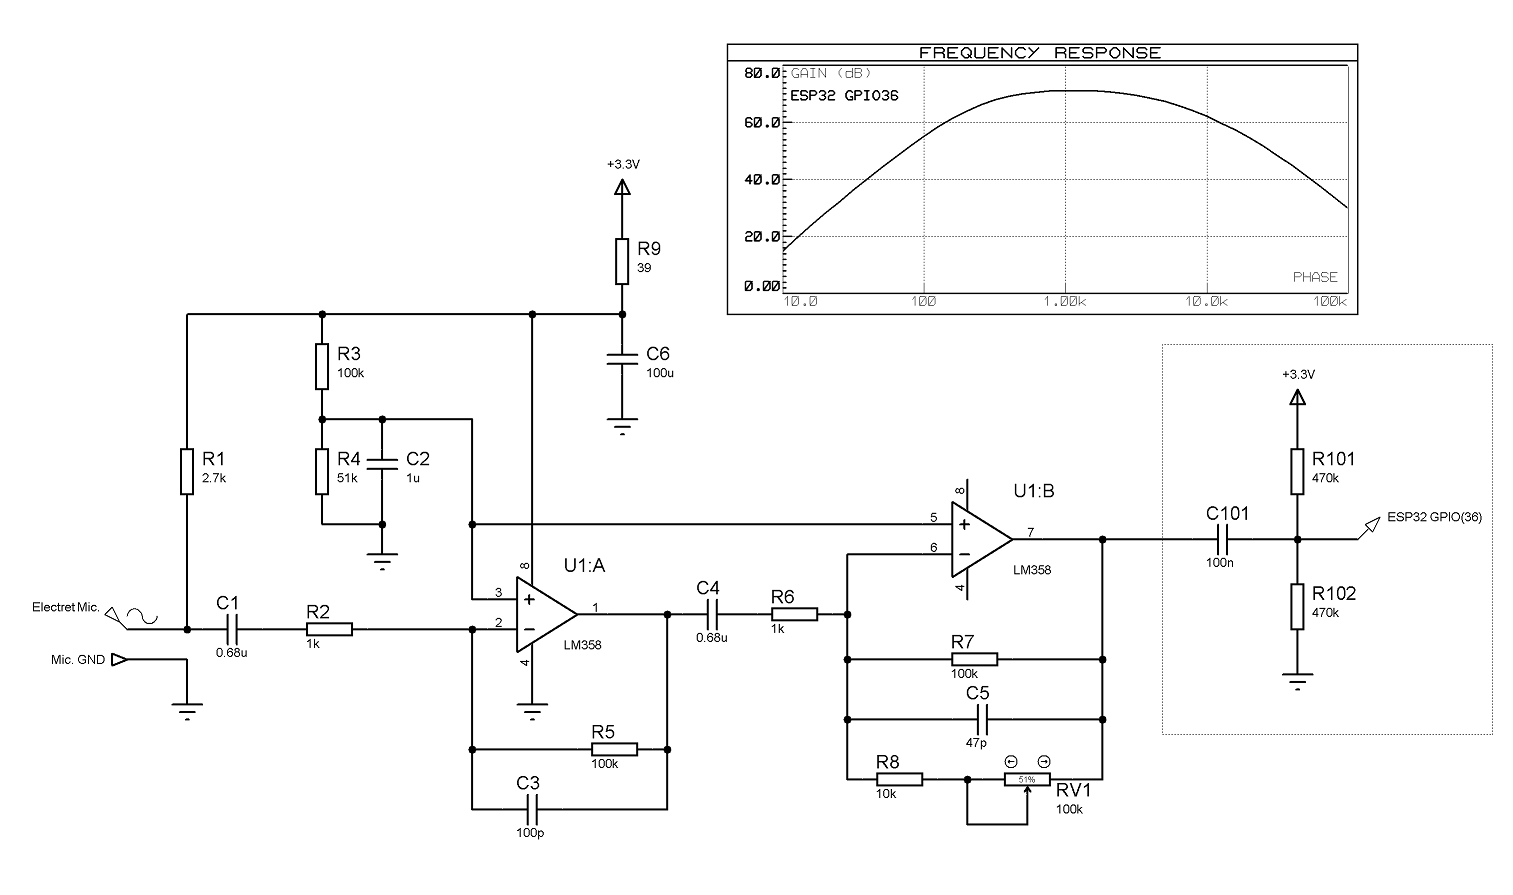 FREQUENCY RESPONSE
80.0
GAIN (dB)
ESP32 GPIO36
60.0
40.0
20.0
0.00
PHASE
10.0
100
1.00k
10.0k
100k
+3.3V
R9
39
C6
100u
R3
100k
R1
2.7k
R4
51k
C2
1u
+3.3V
R101
470k
ESP32 GPIO(36)
C101
100n
R102
470k
U1:B
8
5
6
7
4
LM358
U1:A
8
3
2
1
4
LM358
Electret Mic.
Mic. GND
C1
0.68u
R2
1k
C4
0.68u
R6
1k
R7
100k
C5
47p
R5
100k
C3
100p
R8
10k
51%
RV1
100k